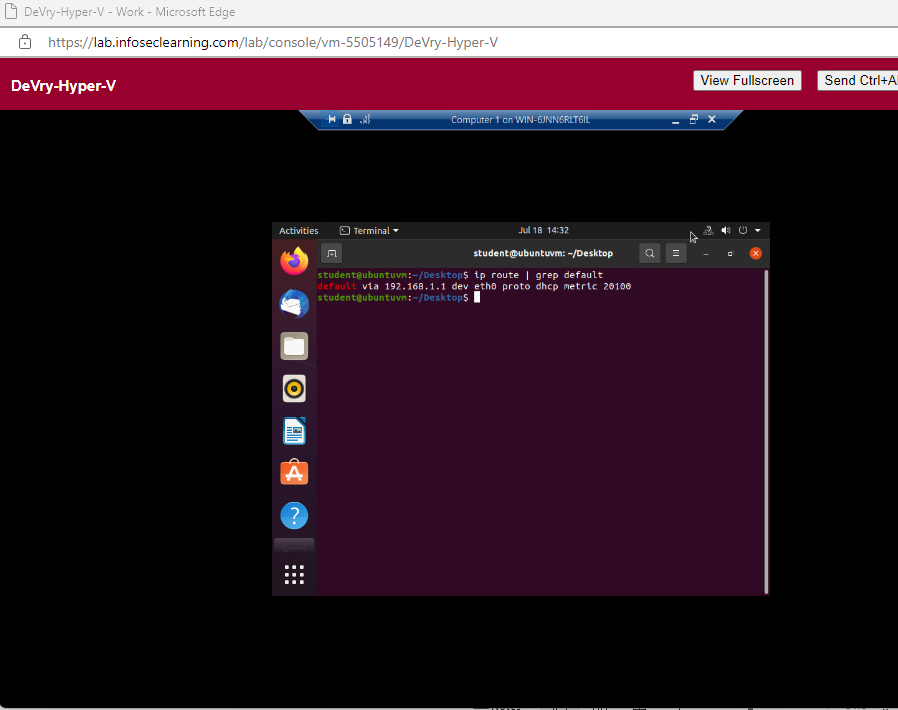 DeVry-Hyper-V - Work - Microsoft Edge
https://lab.infoseclearning.com/lab/console/vm-5505149/DeVry-Hyper-V
DeVry-Hyper-V
View Fullscreen
Send Ctrl+Al
Computer 1 on WIN-6JNN6RLT6IL
Activities
Terminal
Jul 18 14:32
student@ubuntuvm: ~/Desktop
student@ubuntuvm:~/Desktop$ ip route | grep default
default via 192.168.1.1 dev eth0 proto dhcp metric 20100
student@ubuntuvm:~/Desktop$